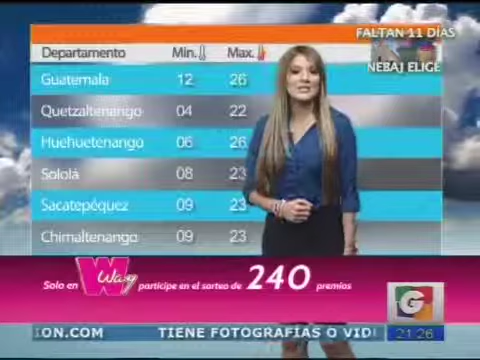 FALTAN 11 DÍAS
NEBAJ ELIGE
Departamento Min. Max.
Guatemala 12 26
Quetzaltenango 04 22
Huehuetenango 06 26
Sololá 08 23
Sacatepéquez 09 23
Chimaltenango 09 23
Solo en Way participe en el sorteo de 240 premios
G
ION.COM TIENE FOTOGRAFÍAS O VID 21:26